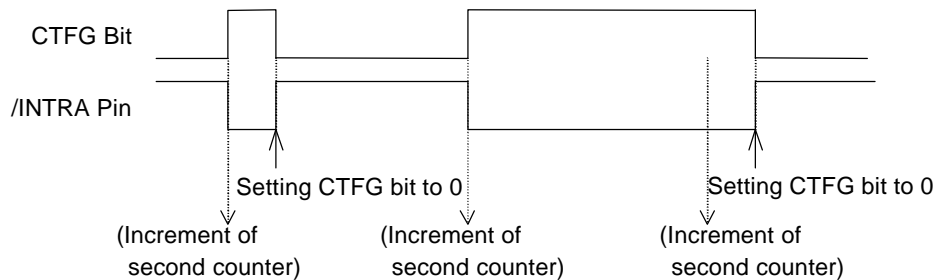 CTFG Bit
/INTRA Pin
Setting CTFG bit to 0
Setting CTFG bit to 0
(Increment of
second counter)
(Increment of
second counter)
(Increment of
second counter)